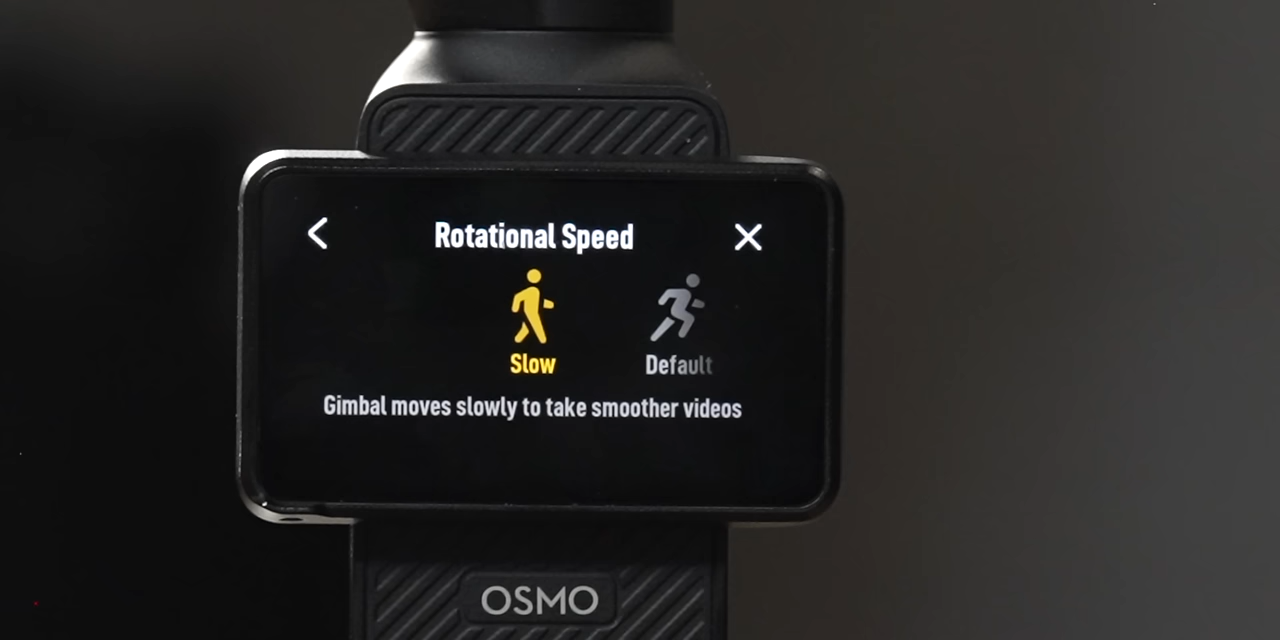 Rotational Speed
Slow
Default
Gimbal moves slowly to take smoother videos
OSMO